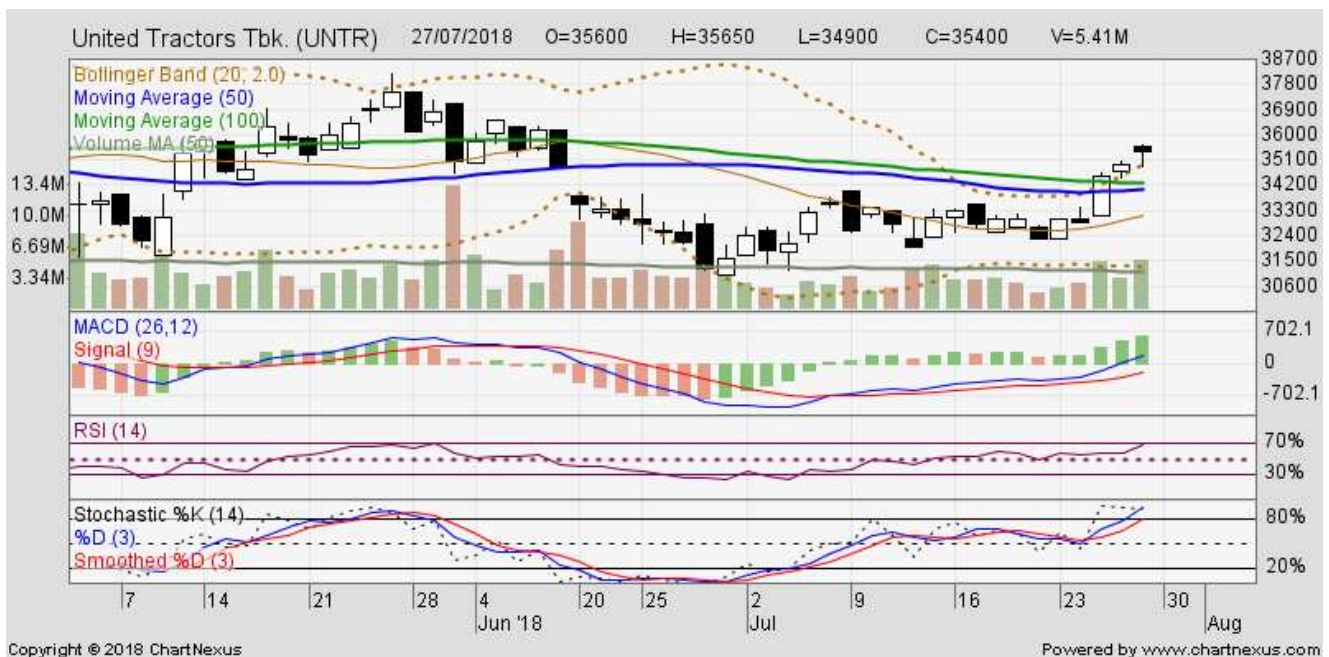 United Tractors Tbk. (UNTR) 27/07/2018 O=35600 H=35650 L=34900 C=35400 V=5.41M
Bollinger Band (20, 2.0)
Moving Average (50)
Moving Average (100)
Volume MA (50)
38700
37800
36900
36000
35100
34200
33300
32400
31500
30600
13.4M
10.0M
6.69M
3.34M
MACD (26,12)
Signal (9)
702.1
0
-702.1
RSI (14)
70%
30%
Stochastic %K (14)
%D (3)
Smoothed %D (3)
80%
20%
7 14 21 28 4 20 25 2 9 16 23 30
Jun '18 Jul Aug
Copyright © 2018 ChartNexus Powered by www.chartnexus.com